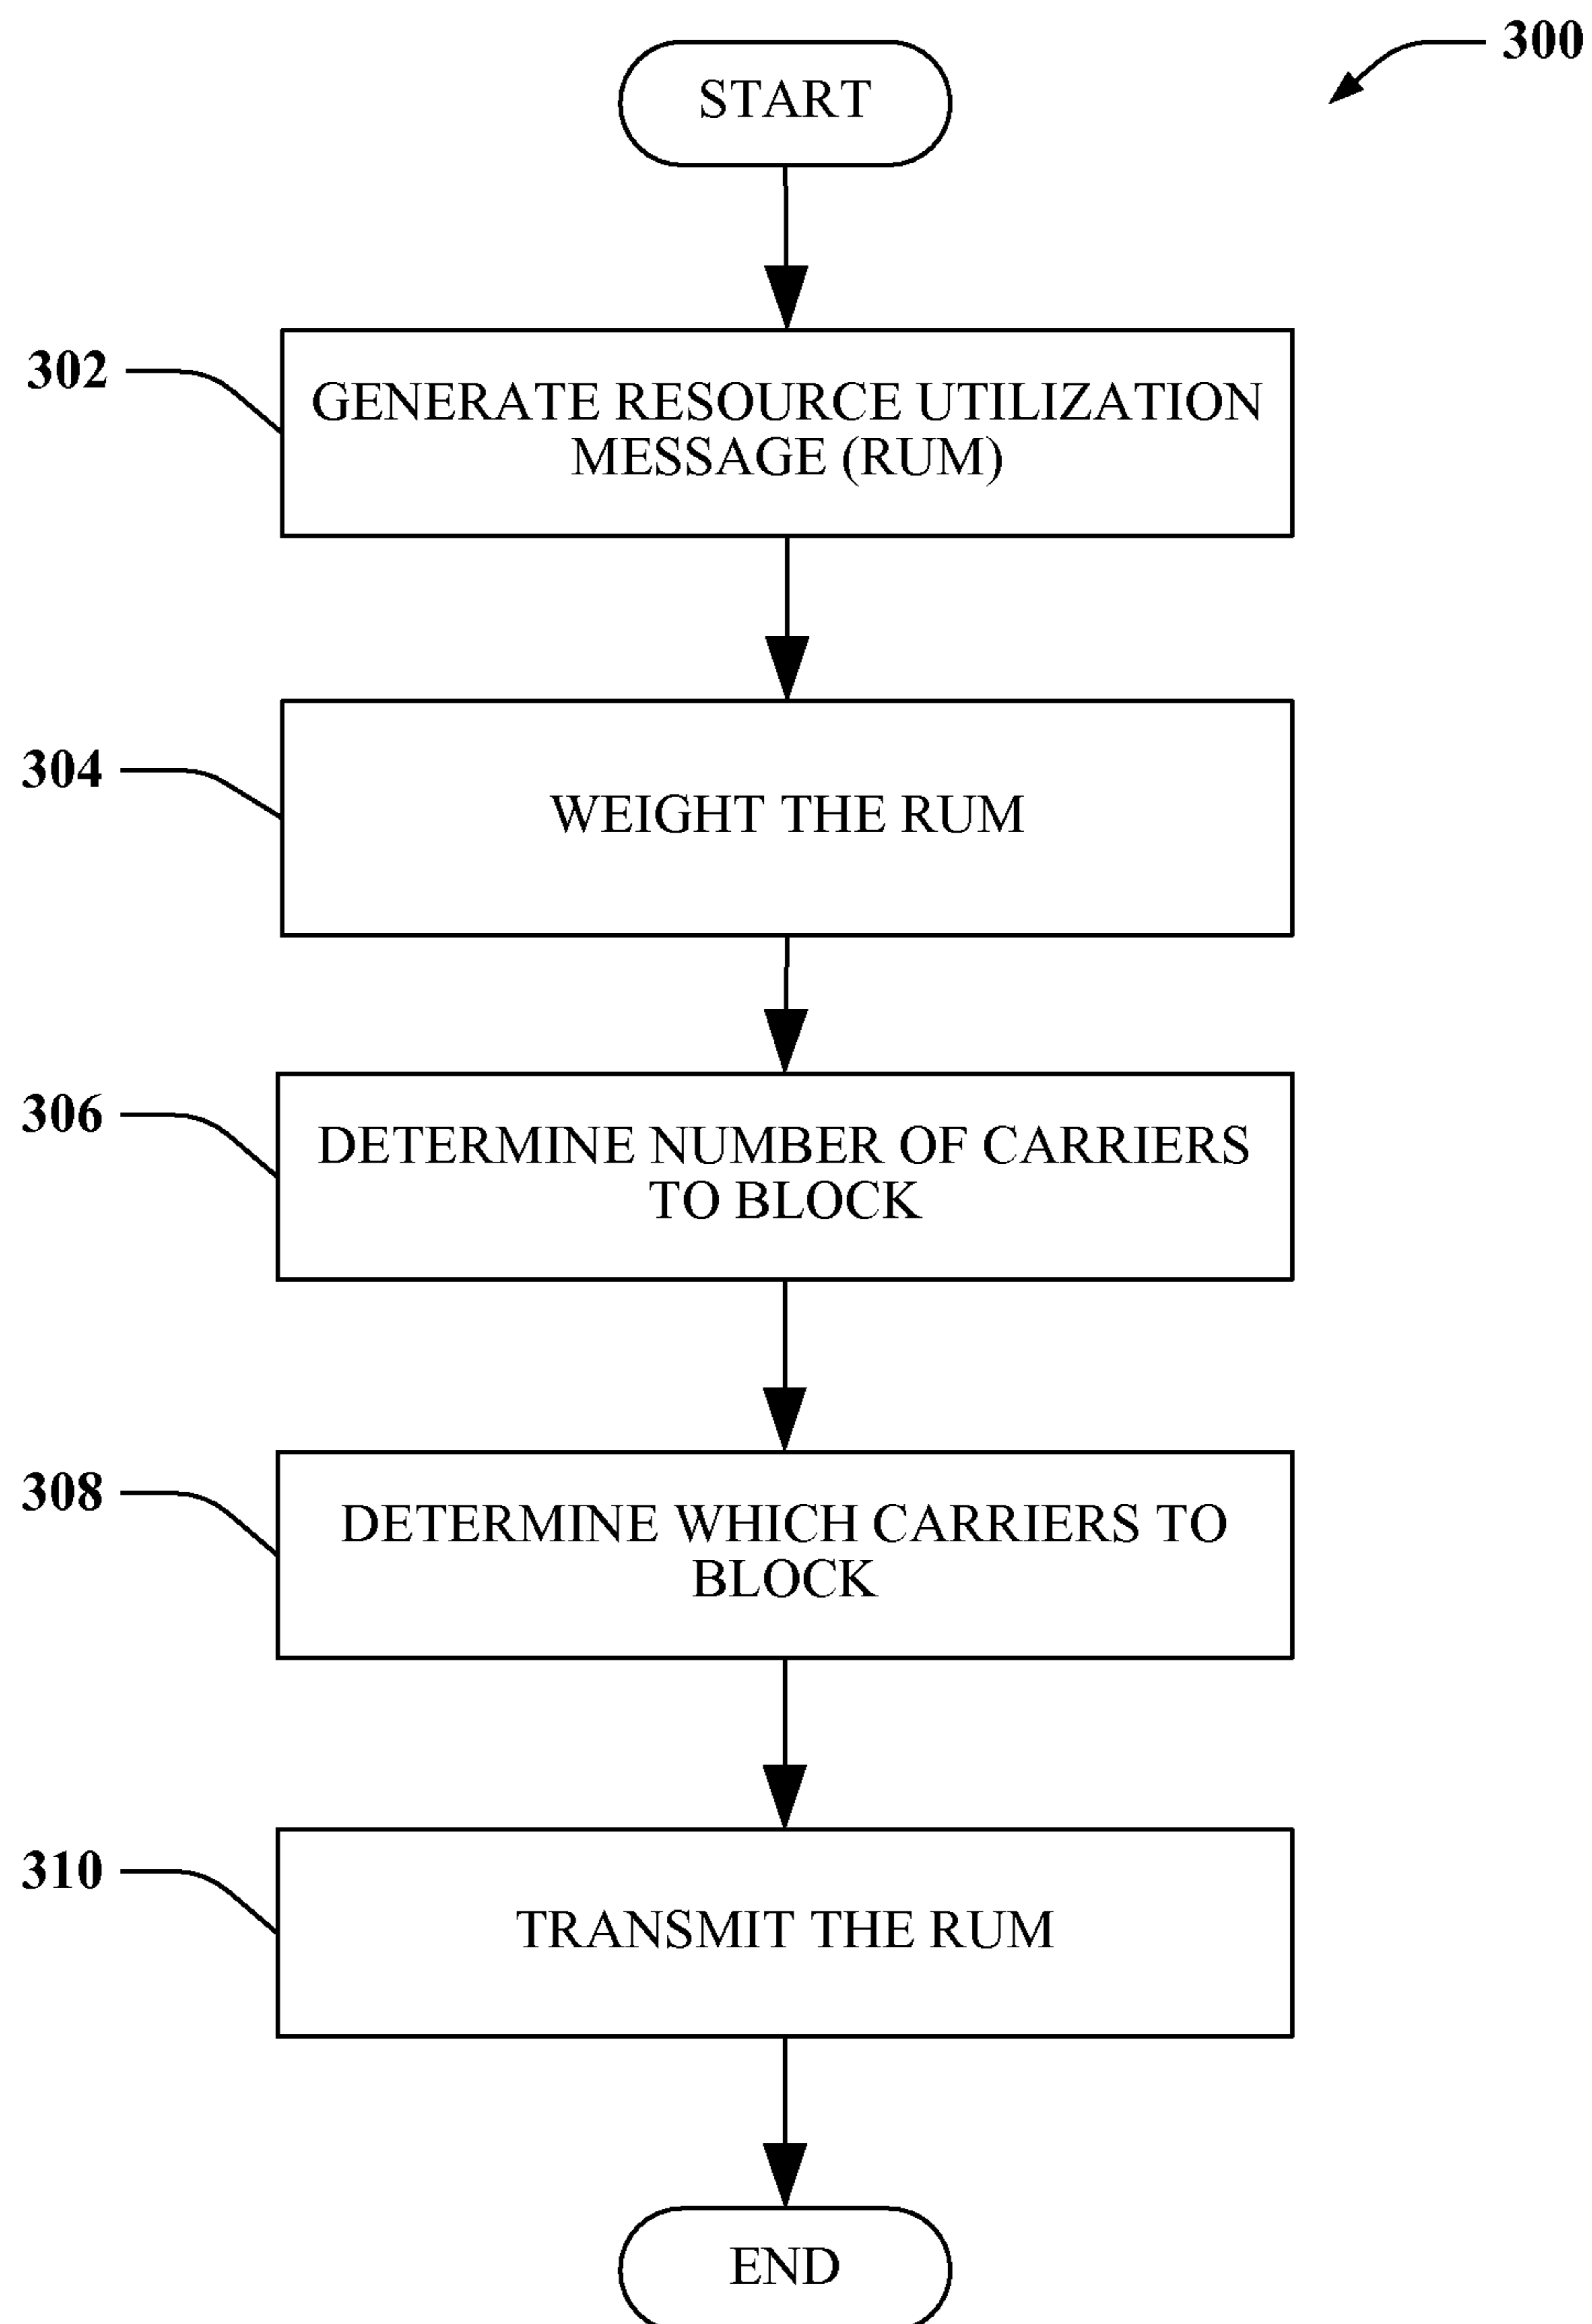 300
START
302
GENERATE RESOURCE UTILIZATION
MESSAGE (RUM)
304
WEIGHT THE RUM
306
DETERMINE NUMBER OF CARRIERS
TO BLOCK
308
DETERMINE WHICH CARRIERS TO
BLOCK
310
TRANSMIT THE RUM
END